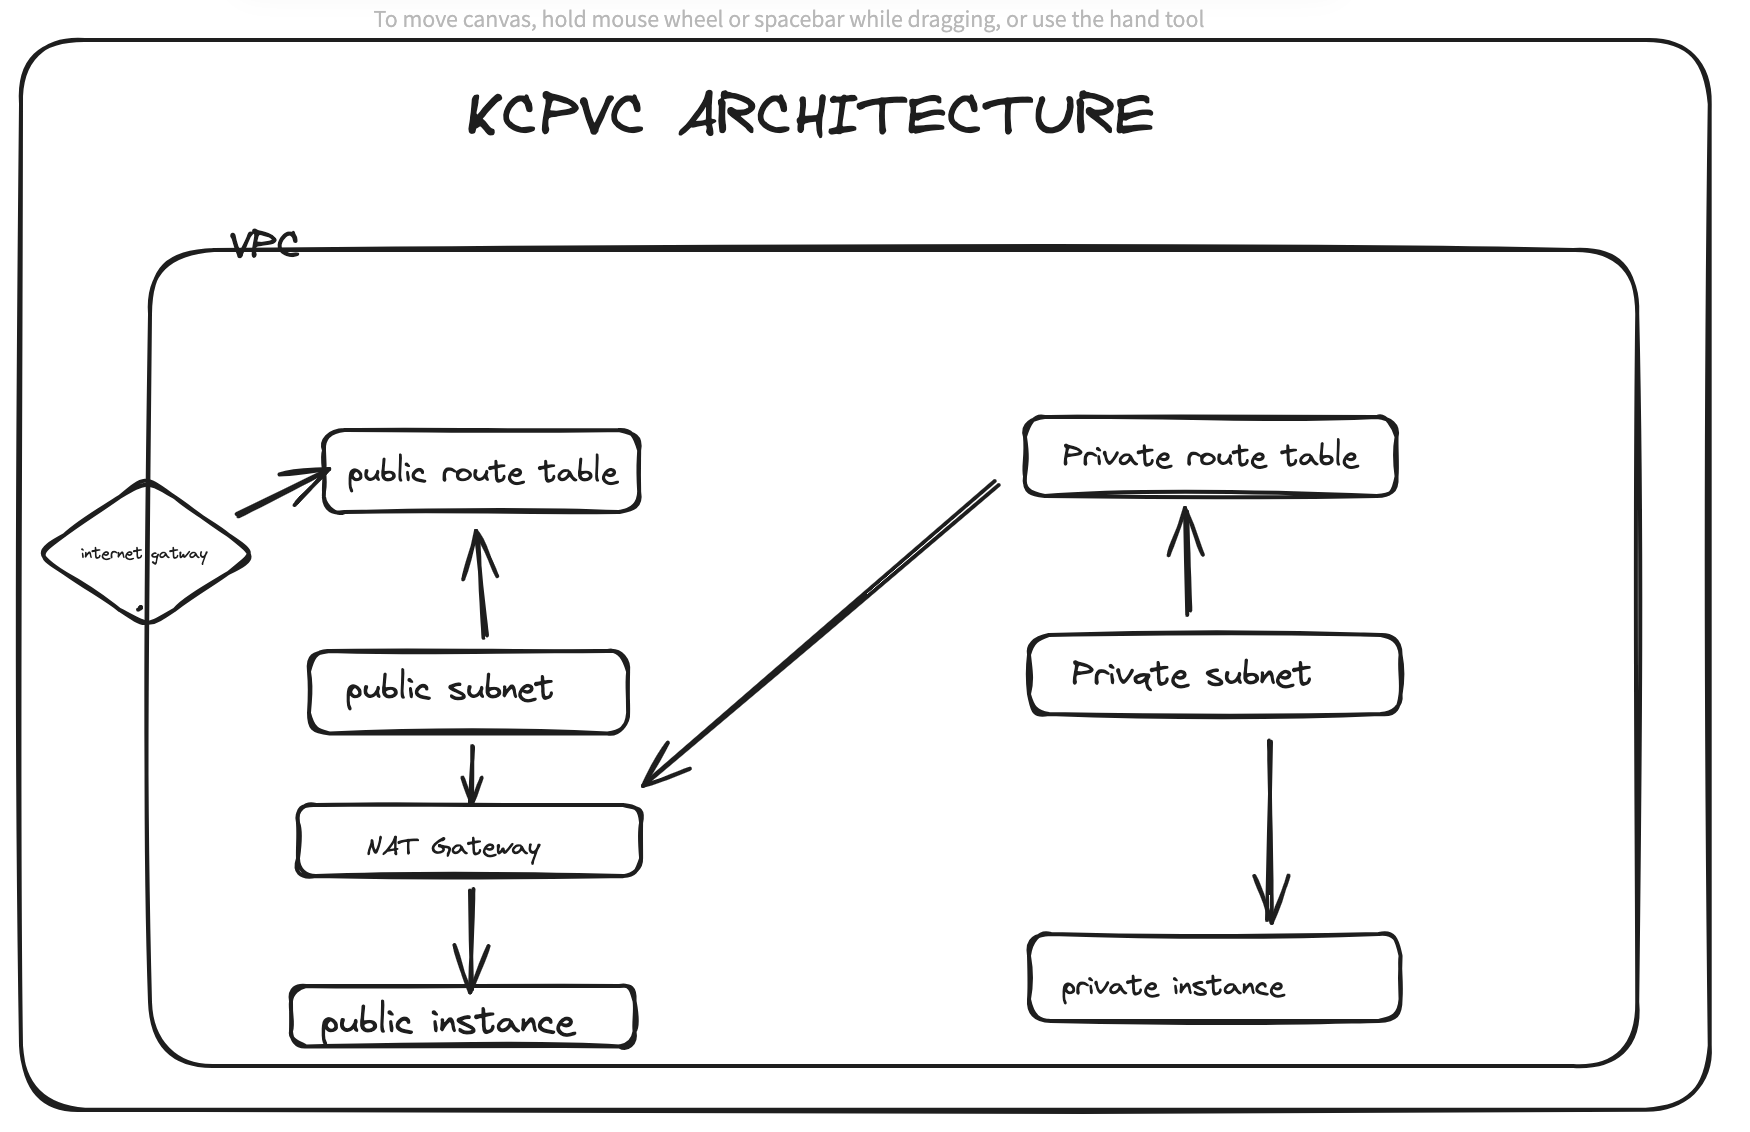 To move canvas, hold mouse wheel or spacebar while dragging, or use the hand tool
KCPVC ARCHITECTURE
VPC
public route table
Private route table
internet gatway
public subnet
Private subnet
NAT Gateway
private instance
public instance